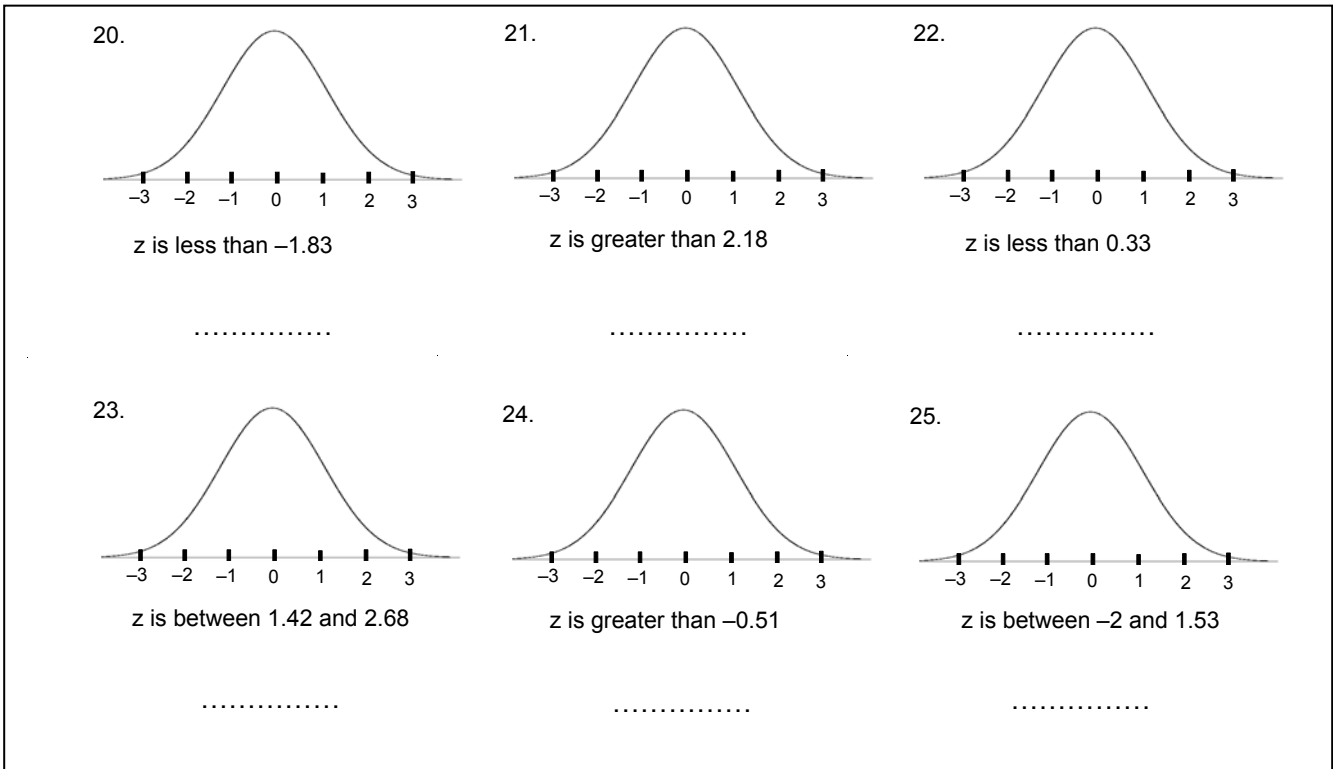 20. 21. 22.
–3 –2 –1 0 1 2 3 –3 –2 –1 0 1 2 3 –3 –2 –1 0 1 2 3
z is less than –1.83 z is greater than 2.18 z is less than 0.33
............... ............... ...............
23. 24. 25.
–3 –2 –1 0 1 2 3 –3 –2 –1 0 1 2 3 –3 –2 –1 0 1 2 3
z is between 1.42 and 2.68 z is greater than –0.51 z is between –2 and 1.53
............... ............... ...............